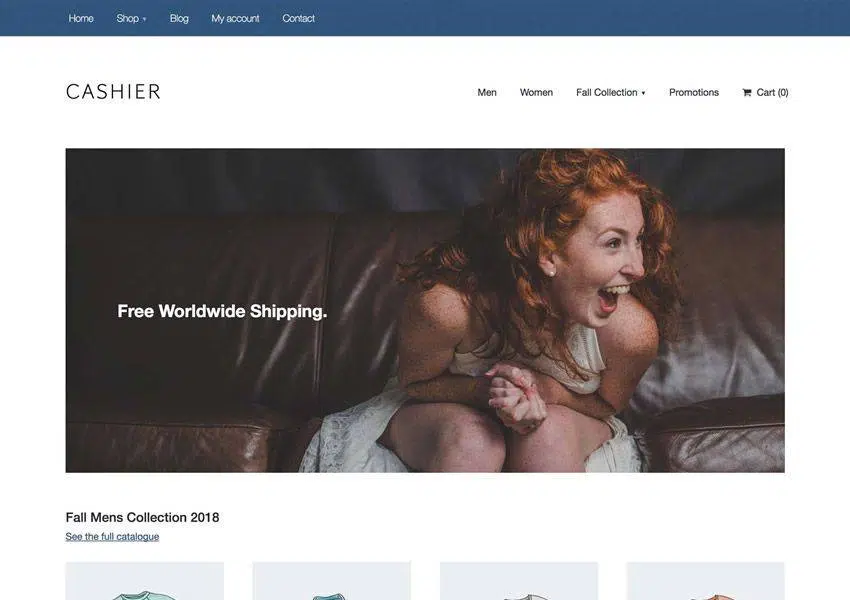 Home Shop ▾ Blog My account Contact
CASHIER
Men Women Fall Collection ▾ Promotions Cart (0)
Free Worldwide Shipping.
Fall Mens Collection 2018
See the full catalogue